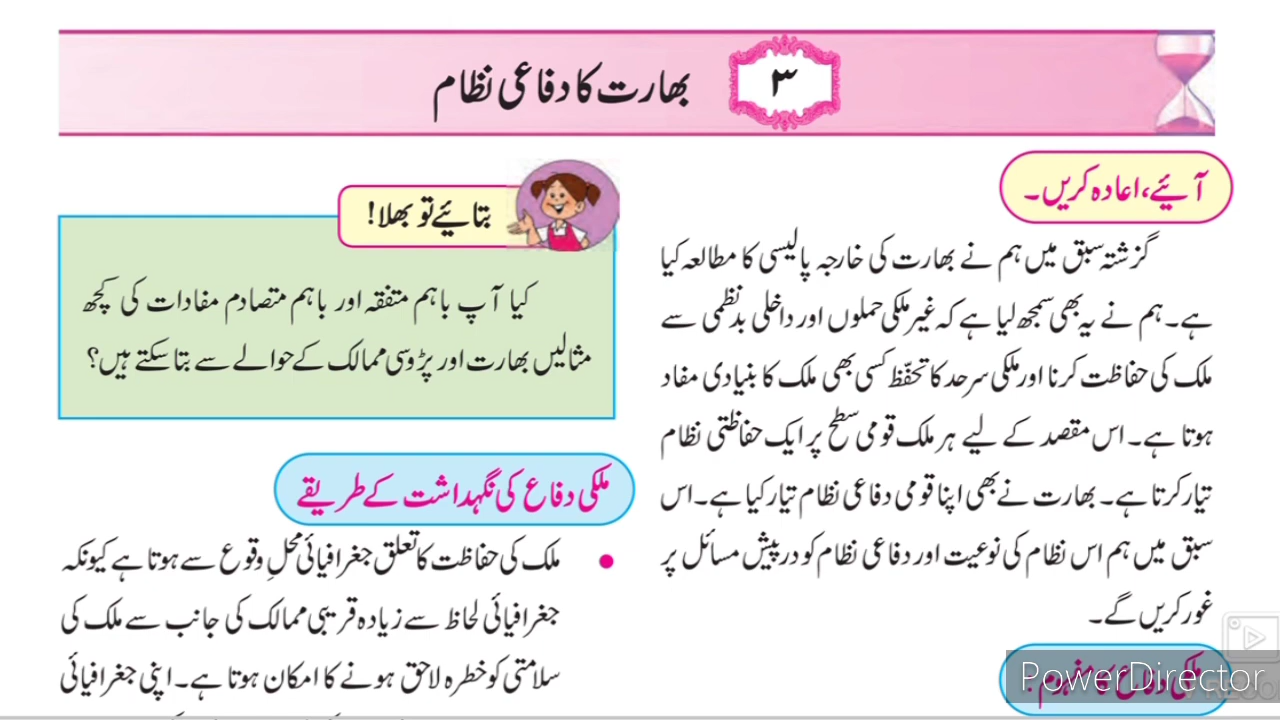 ۳
بھارت کا دفاعی نظام
آئیے، اعادہ کریں۔
گزشتہ سبق میں ہم نے بھارت کی خارجہ پالیسی کا مطالعہ کیا
ہے۔ ہم نے یہ بھی سمجھ لیا ہے کہ غیر ملکی حملوں اور داخلی بدنظمی سے
ملک کی حفاظت کرنا اور ملکی سرحد کا تحفّظ کسی بھی ملک کا بنیادی مفاد
ہوتا ہے۔ اس مقصد کے لیے ہر ملک قومی سطح پر ایک حفاظتی نظام
تیار کرتا ہے۔ بھارت نے بھی اپنا قومی دفاعی نظام تیار کیا ہے۔ اس
سبق میں ہم اس نظام کی نوعیت اور دفاعی نظام کو درپیش مسائل پر
غور کریں گے۔
ملکی دفاع کا مفہوم
بتائیے تو بھلا!
کیا آپ باہم متفقہ اور باہم متصادم مفادات کی کچھ
مثالیں بھارت اور پڑوسی ممالک کے حوالے سے بتا سکتے ہیں؟
ملکی دفاع کی نگہداشت کے طریقے
• ملک کی حفاظت کا تعلق جغرافیائی محلِ وقوع سے ہوتا ہے کیونکہ
جغرافیائی لحاظ سے زیادہ قریبی ممالک کی جانب سے ملک کی
سلامتی کو خطرہ لاحق ہونے کا امکان ہوتا ہے۔ اپنی جغرافیائی
PowerDirector